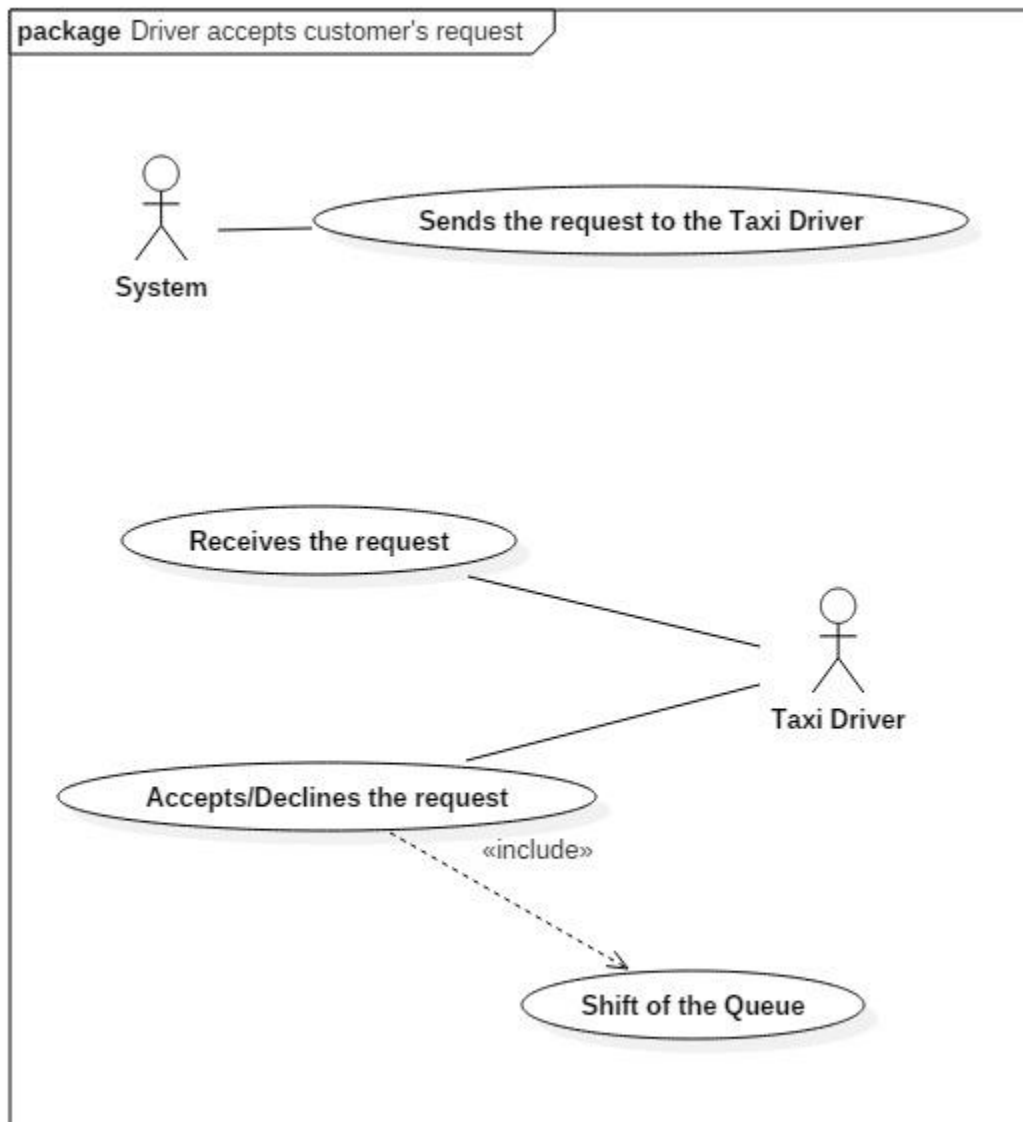 package Driver accepts customer's request
Sends the request to the Taxi Driver
System
Receives the request
Taxi Driver
Accepts/Declines the request
«include»
Shift of the Queue